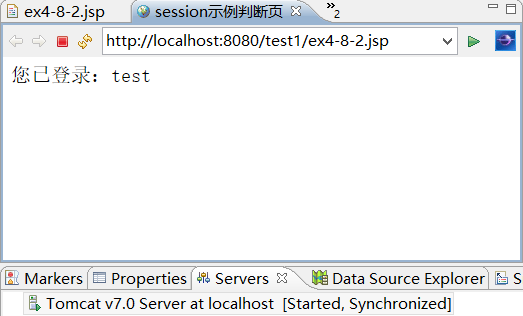 ex4-8-2.jsp session示例判断页 »2
http://localhost:8080/test1/ex4-8-2.jsp
您已登录：test
Markers Properties Servers Data Source Explorer S
Tomcat v7.0 Server at localhost [Started, Synchronized]